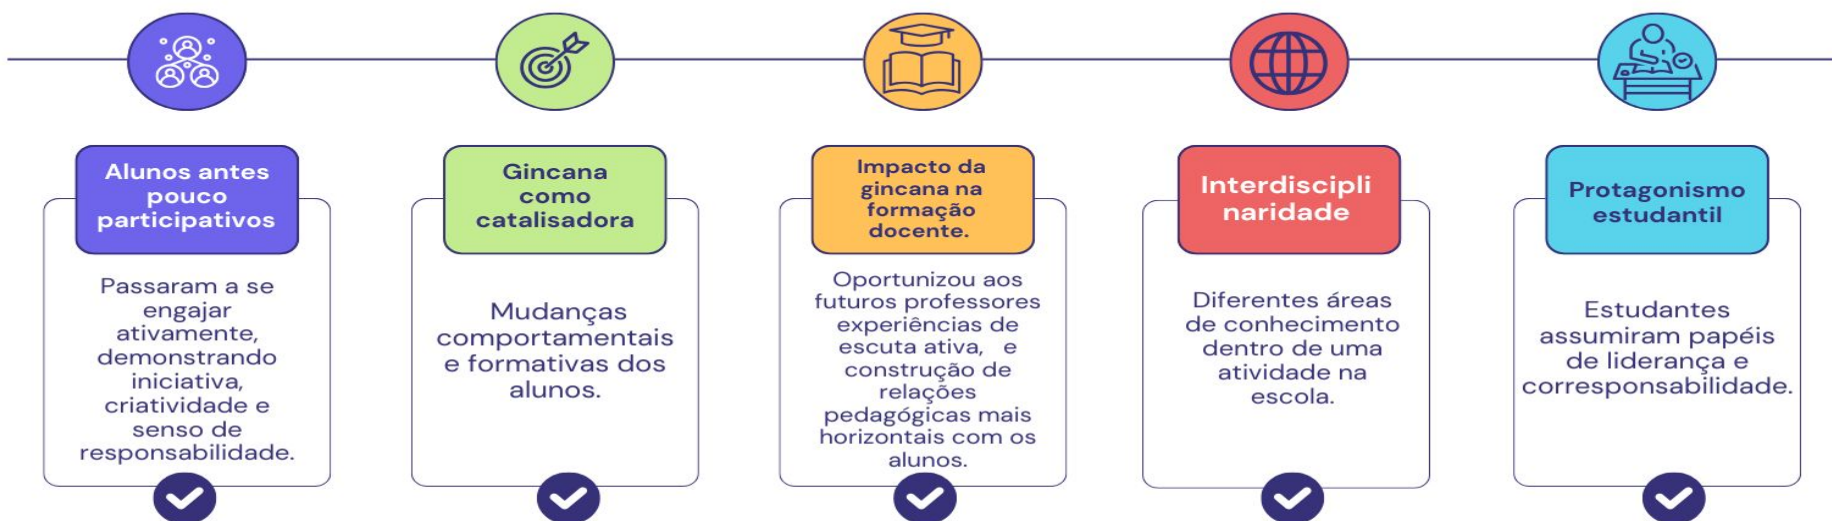 Alunos antes
pouco
participativos
Passaram a se
engajar
ativamente,
demonstrando
iniciativa,
criatividade e
senso de
responsabilidade.
Gincana
como
catalisadora
Mudanças
comportamentais
e formativas dos
alunos.
Impacto da
gincana na
formação
docente.
Oportunizou aos
futuros professores
experiências de
escuta ativa, e
construção de
relações
pedagógicas mais
horizontais com os
alunos.
Interdiscipli
naridade
Diferentes áreas
de conhecimento
dentro de uma
atividade na
escola.
Protagonismo
estudantil
Estudantes
assumiram papéis
de liderança e
corresponsabilidade.